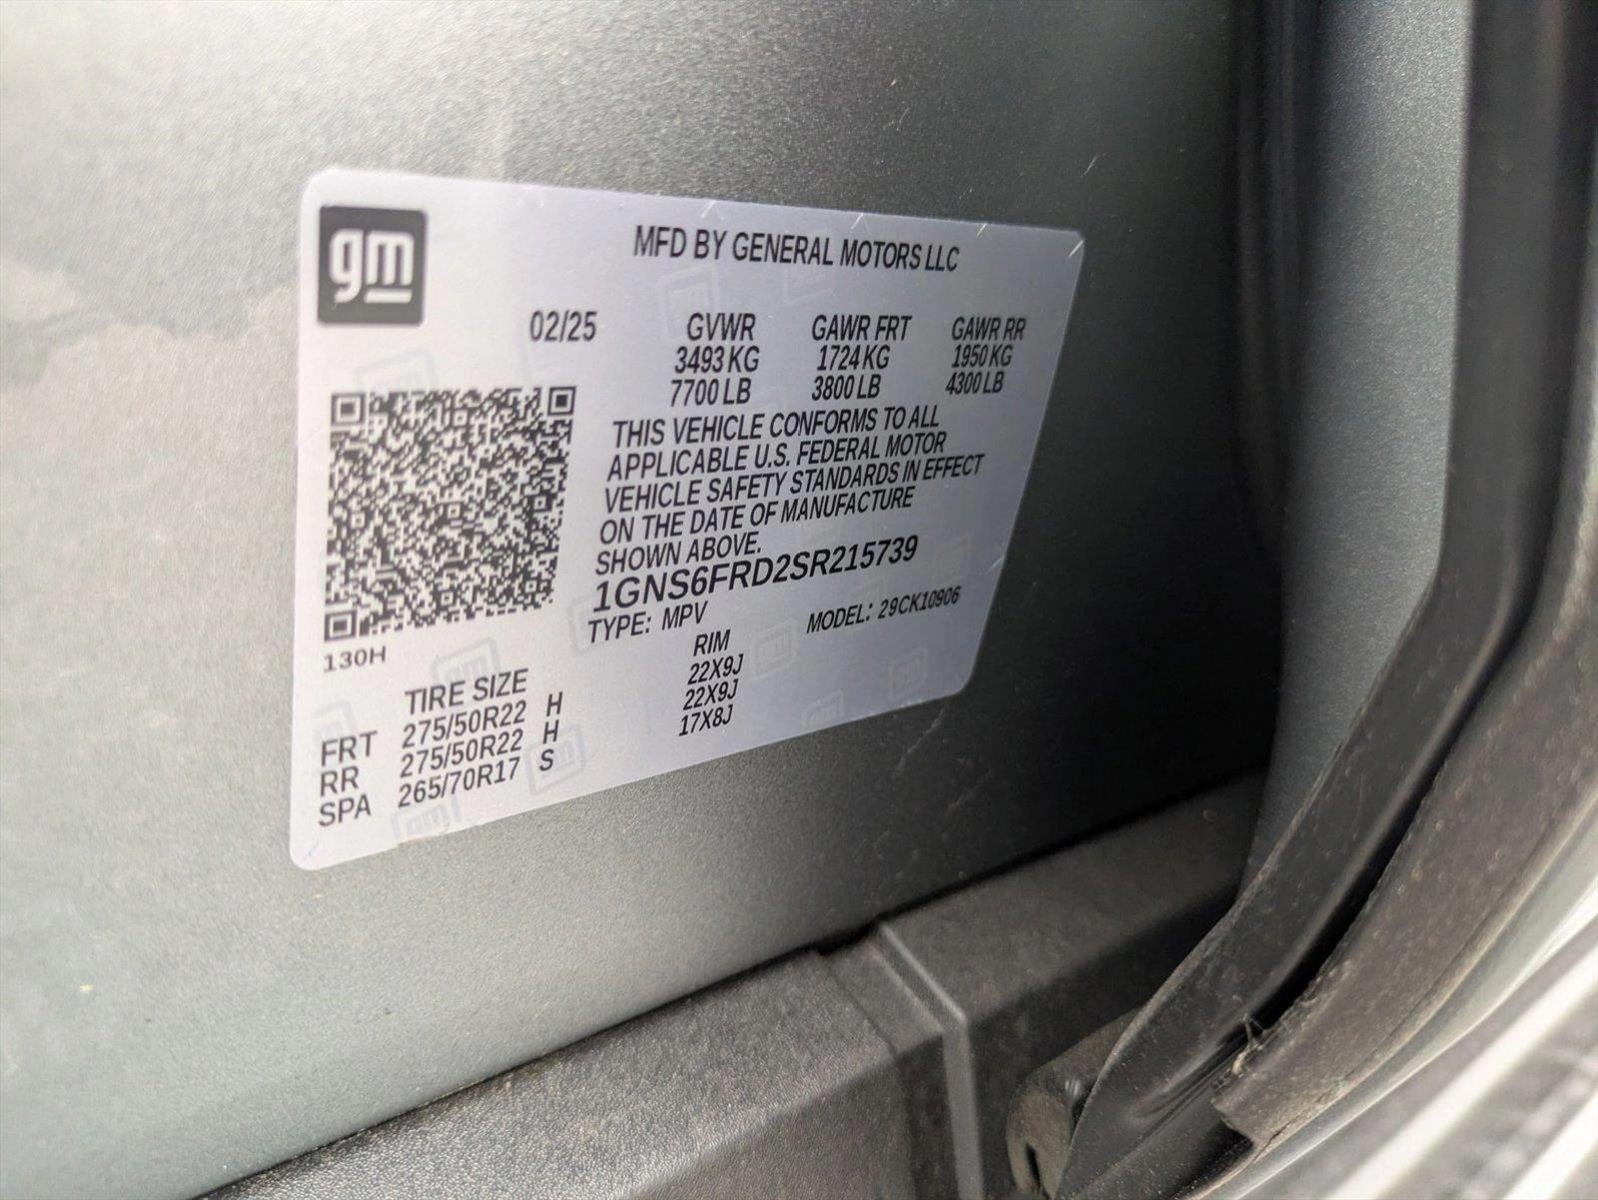 gm
MFD BY GENERAL MOTORS LLC
02/25 GVWR GAWR FRT GAWR RR
3493 KG 1724 KG 1950 KG
7700 LB 3800 LB 4300 LB
THIS VEHICLE CONFORMS TO ALL
APPLICABLE U.S. FEDERAL MOTOR
VEHICLE SAFETY STANDARDS IN EFFECT
ON THE DATE OF MANUFACTURE
SHOWN ABOVE.
1GNS6FRD2SR215739
TYPE: MPV MODEL: 29CK10906
130H
TIRE SIZE RIM
FRT 275/50R22 H 22X9J
RR 275/50R22 H 22X9J
SPA 265/70R17 S 17X8J